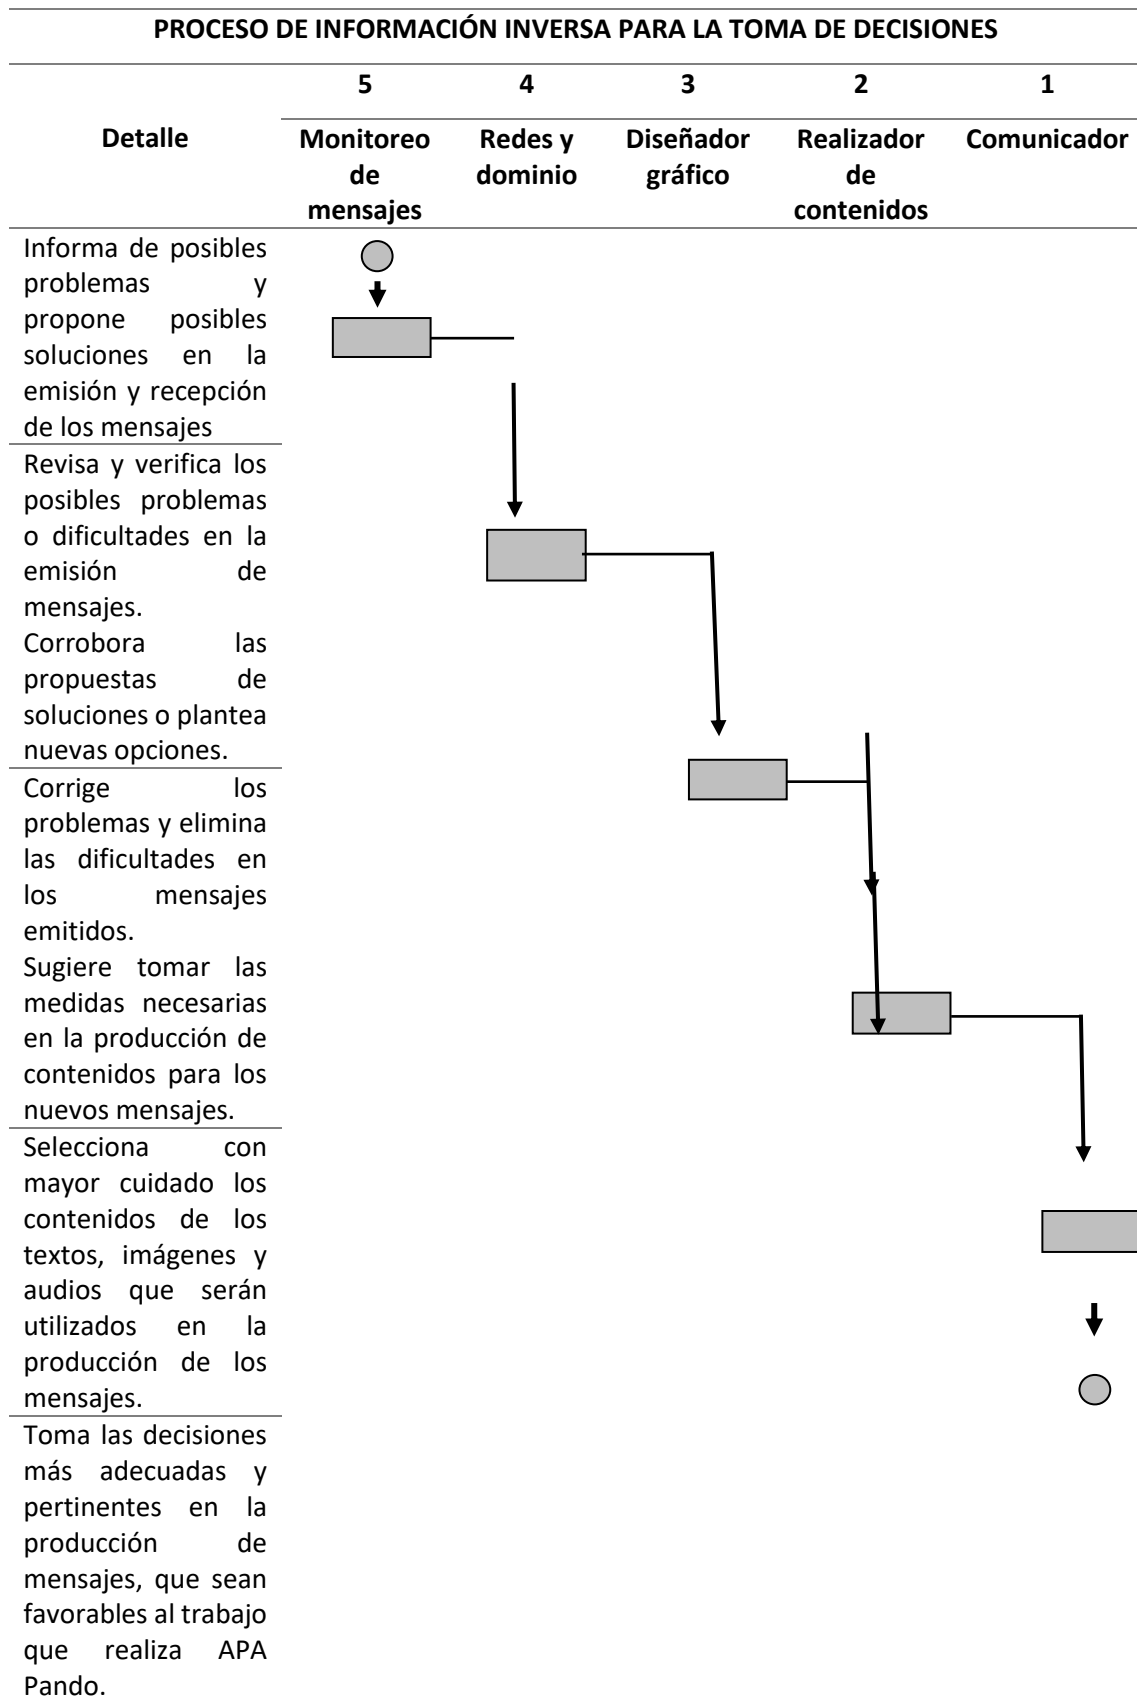 PROCESO DE INFORMACIÓN INVERSA PARA LA TOMA DE DECISIONES
5 4 3 2 1
Detalle
Monitoreo
de
mensajes
Redes y
dominio
Diseñador
gráfico
Realizador
de
contenidos
Comunicador
Informa de posibles
problemas y
propone posibles
soluciones en la
emisión y recepción
de los mensajes
Revisa y verifica los
posibles problemas
o dificultades en la
emisión de
mensajes.
Corrobora las
propuestas de
soluciones o plantea
nuevas opciones.
Corrige los
problemas y elimina
las dificultades en
los mensajes
emitidos.
Sugiere tomar las
medidas necesarias
en la producción de
contenidos para los
nuevos mensajes.
Selecciona con
mayor cuidado los
contenidos de los
textos, imágenes y
audios que serán
utilizados en la
producción de los
mensajes.
Toma las decisiones
más adecuadas y
pertinentes en la
producción de
mensajes, que sean
favorables al trabajo
que realiza APA
Pando.